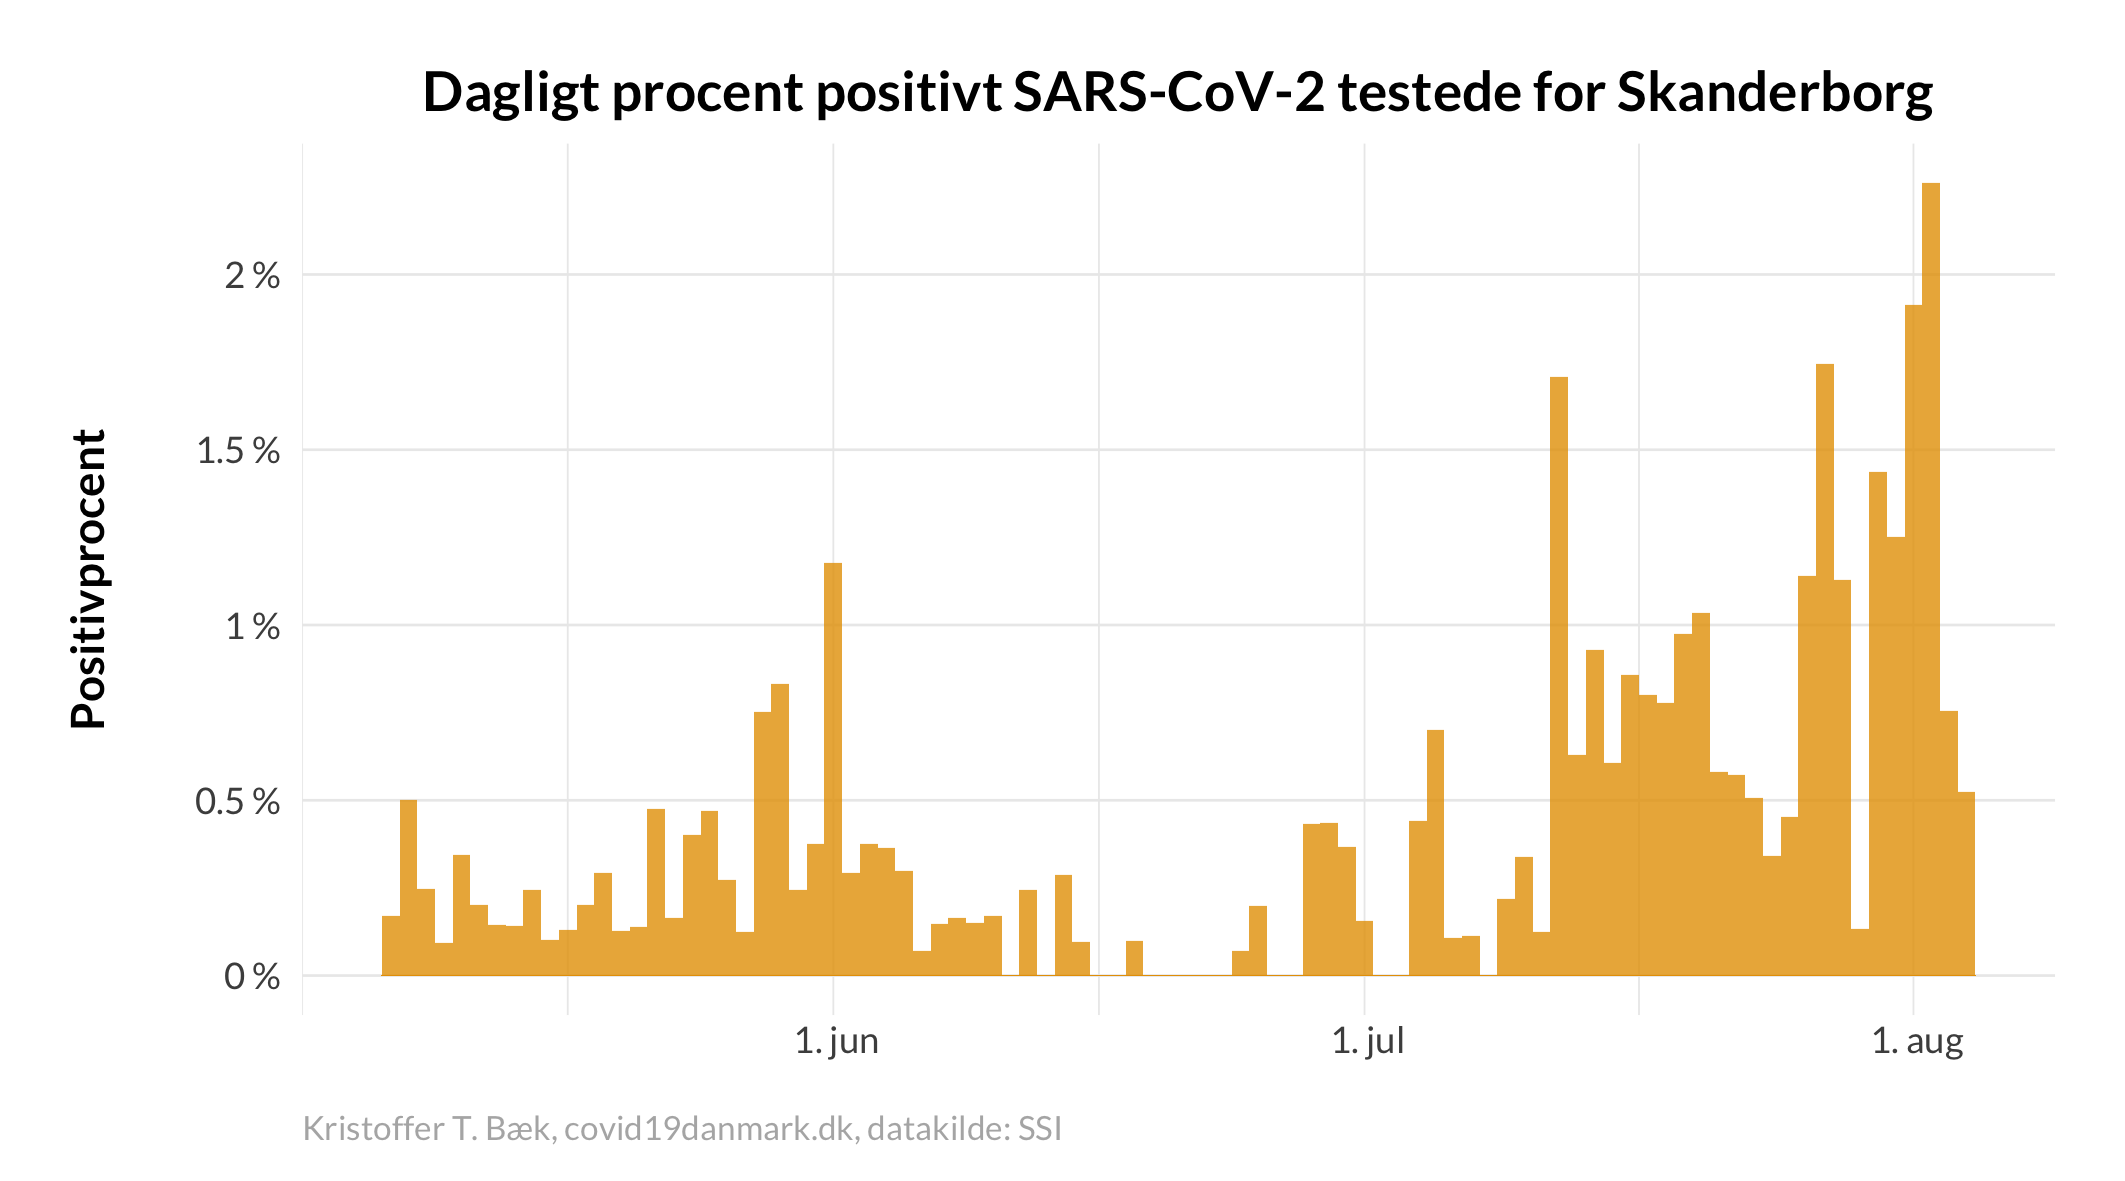 Dagligt procent positivt SARS-CoV-2 testede for Skanderborg
Positivprocent
2 %
1.5 %
1 %
0.5 %
0 %
1. jun
1. jul
1. aug
Kristoffer T. Bæk, covid19danmark.dk, datakilde: SSI